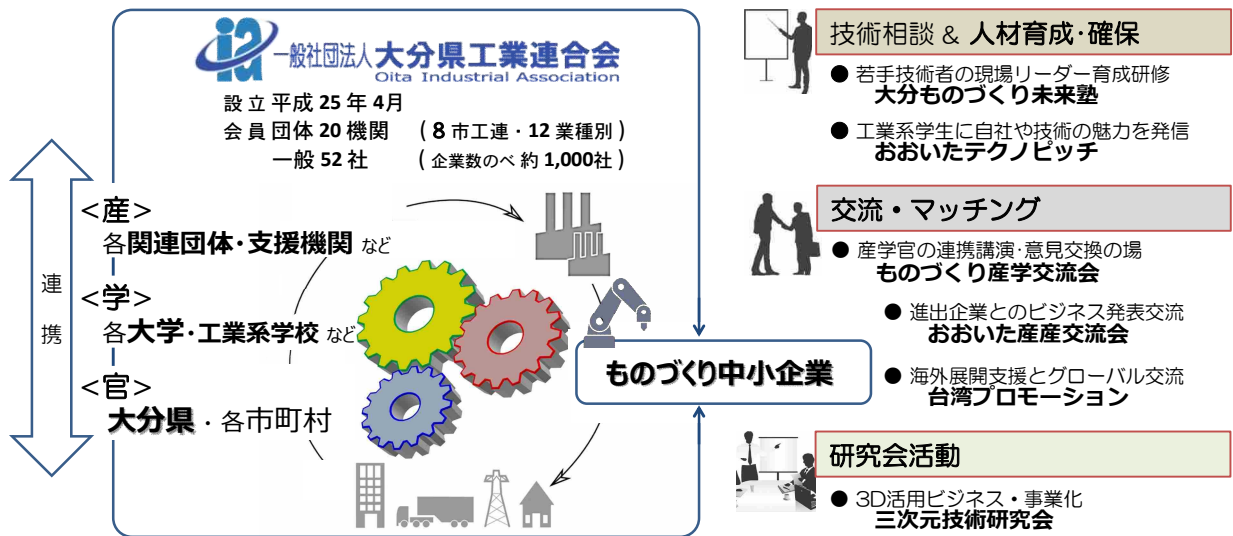 ia 一般社団法人大分県工業連合会
Oita Industrial Association
設 立 平成 25 年 4月
会 員 団体 20 機関 ( 8 市工連・12 業種別 )
一般 52 社 ( 企業数のべ 約 1,000社 )
連携
<産>
各関連団体・支援機関 など
<学>
各大学・工業系学校 など
<官>
大分県・各市町村
ものづくり中小企業
技術相談 & 人材育成・確保
● 若手技術者の現場リーダー育成研修
大分ものづくり未来塾
● 工業系学生に自社や技術の魅力を発信
おおいたテクノピッチ
交流・マッチング
● 産学官の連携講演・意見交換の場
ものづくり産学交流会
● 進出企業とのビジネス発表交流
おおいた産産交流会
● 海外展開支援とグローバル交流
台湾プロモーション
研究会活動
● 3D活用ビジネス・事業化
三次元技術研究会